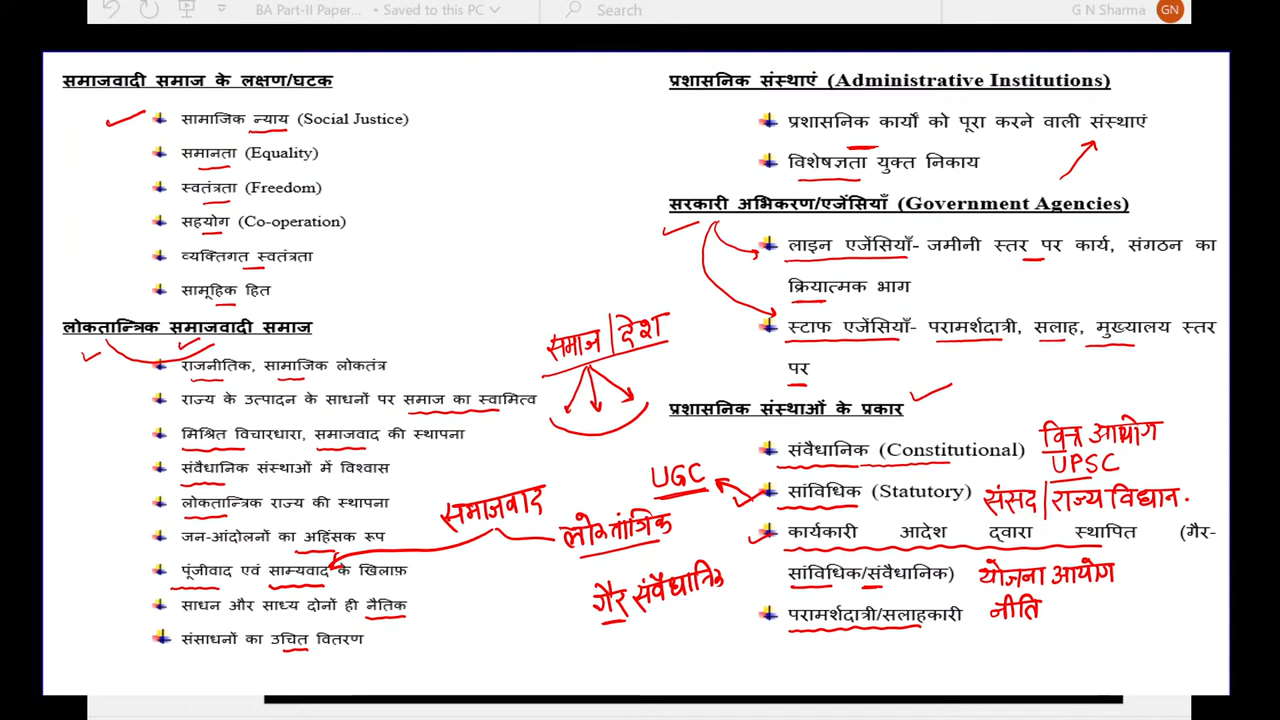 BA Part-II Paper...
Saved to this PC
Search
G N Sharma
GN
समाजवादी समाज के लक्षण/घटक
सामाजिक न्याय (Social Justice)
समानता (Equality)
स्वतंत्रता (Freedom)
सहयोग (Co-operation)
व्यक्तिगत स्वतंत्रता
सामूहिक हित
लोकतान्त्रिक समाजवादी समाज
राजनीतिक, सामाजिक लोकतंत्र
राज्य के उत्पादन के साधनों पर समाज का स्वामित्व
मिश्रित विचारधारा, समाजवाद की स्थापना
संवैधानिक संस्थाओं में विश्वास
लोकतान्त्रिक राज्य की स्थापना
जन-आंदोलनों का अहिंसक रूप
पूंजीवाद एवं साम्यवाद के खिलाफ़
साधन और साध्य दोनों ही नैतिक
संसाधनों का उचित वितरण
समाज|देश
समाजवाद
लोकतांत्रिक
गैर संवैधानिक
UGC
प्रशासनिक संस्थाएं (Administrative Institutions)
प्रशासनिक कार्यों को पूरा करने वाली संस्थाएं
विशेषज्ञता युक्त निकाय
सरकारी अभिकरण/एजेंसियाँ (Government Agencies)
लाइन एजेंसियाँ- जमीनी स्तर पर कार्य, संगठन का
क्रियात्मक भाग
स्टाफ एजेंसियाँ- परामर्शदात्री, सलाह, मुख्यालय स्तर
पर
प्रशासनिक संस्थाओं के प्रकार
संवैधानिक (Constitutional)
वित्त आयोग
UPSC
सांविधिक (Statutory)
संसद|राज्य विधान.
कार्यकारी आदेश द्वारा स्थापित (गैर-
सांविधिक/संवैधानिक)
योजना आयोग
नीति
परामर्शदात्री/सलाहकारी